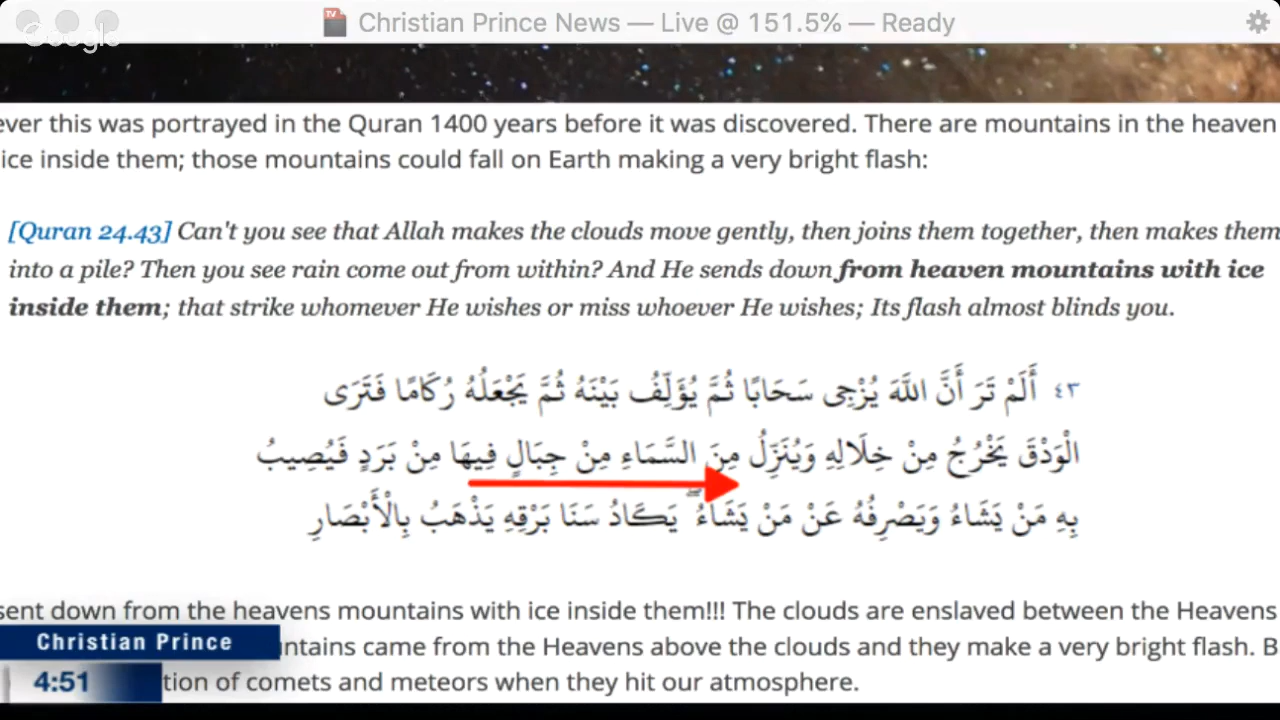 Christian Prince News — Live @ 151.5% — Ready
Google
ever this was portrayed in the Quran 1400 years before it was discovered. There are mountains in the heaven
ice inside them; those mountains could fall on Earth making a very bright flash:
[Quran 24.43] Can't you see that Allah makes the clouds move gently, then joins them together, then makes them
into a pile? Then you see rain come out from within? And He sends down from heaven mountains with ice
inside them; that strike whomever He wishes or miss whoever He wishes; Its flash almost blinds you.
٤٣ أَلَمْ تَرَ أَنَّ اللَّهَ يُزْجِى سَحَابًا ثُمَّ يُؤَلِّفُ بَيْنَهُ ثُمَّ يَجْعَلُهُ رُكَامًا فَتَرَى
الْوَدْقَ يَخْرُجُ مِنْ خِلَالِهِ وَيُنَزِّلُ مِنَ السَّمَاءِ مِنْ جِبَالٍ فِيهَا مِنْ بَرَدٍ فَيُصِيبُ
بِهِ مَنْ يَشَاءُ وَيَصْرِفُهُ عَنْ مَنْ يَشَاءُ ۖ يَكَادُ سَنَا بَرْقِهِ يَذْهَبُ بِالْأَبْصَارِ
sent down from the heavens mountains with ice inside them!!! The clouds are enslaved between the Heavens
Christian Prince
ntains came from the Heavens above the clouds and they make a very bright flash. B
4:51
tion of comets and meteors when they hit our atmosphere.